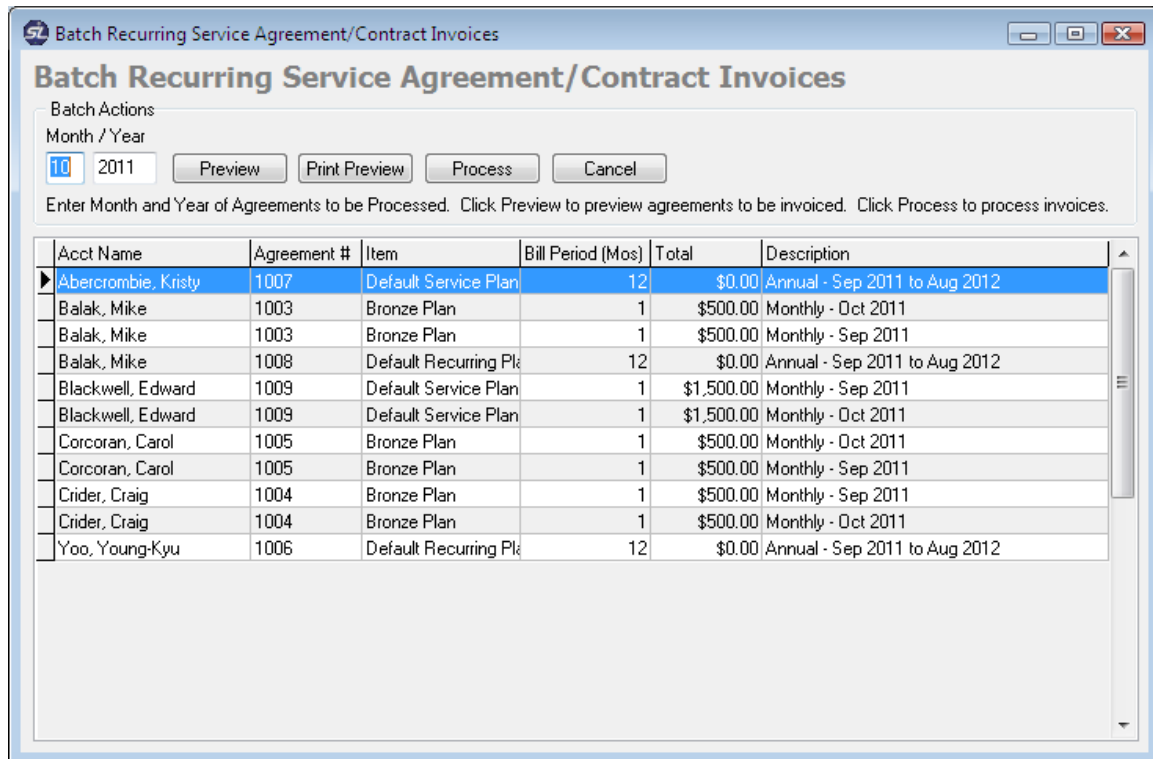 SL Batch Recurring Service Agreement/Contract Invoices
Batch Recurring Service Agreement/Contract Invoices
Batch Actions
Month / Year
10 2011 Preview Print Preview Process Cancel
Enter Month and Year of Agreements to be Processed. Click Preview to preview agreements to be invoiced. Click Process to process invoices.
Acct Name Agreement # Item Bill Period (Mos) Total Description
Abercrombie, Kristy 1007 Default Service Plan 12 $0.00 Annual - Sep 2011 to Aug 2012
Balak, Mike 1003 Bronze Plan 1 $500.00 Monthly - Oct 2011
Balak, Mike 1003 Bronze Plan 1 $500.00 Monthly - Sep 2011
Balak, Mike 1008 Default Recurring Pla 12 $0.00 Annual - Sep 2011 to Aug 2012
Blackwell, Edward 1009 Default Service Plan 1 $1,500.00 Monthly - Sep 2011
Blackwell, Edward 1009 Default Service Plan 1 $1,500.00 Monthly - Oct 2011
Corcoran, Carol 1005 Bronze Plan 1 $500.00 Monthly - Oct 2011
Corcoran, Carol 1005 Bronze Plan 1 $500.00 Monthly - Sep 2011
Crider, Craig 1004 Bronze Plan 1 $500.00 Monthly - Sep 2011
Crider, Craig 1004 Bronze Plan 1 $500.00 Monthly - Oct 2011
Yoo, Young-Kyu 1006 Default Recurring Pla 12 $0.00 Annual - Sep 2011 to Aug 2012